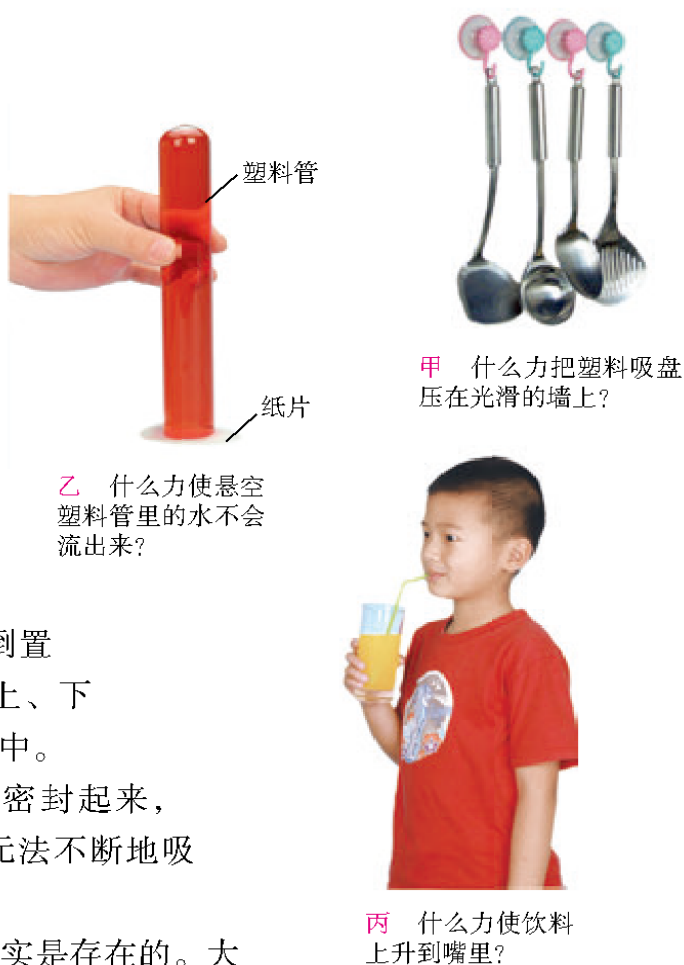 塑料管
纸片
甲 什么力把塑料吸盘
压在光滑的墙上？
乙 什么力使悬空
塑料管里的水不会
流出来？
到置
上、下
中。
密封起来，
无法不断地吸
实是存在的。大
丙 什么力使饮料
上升到嘴里？